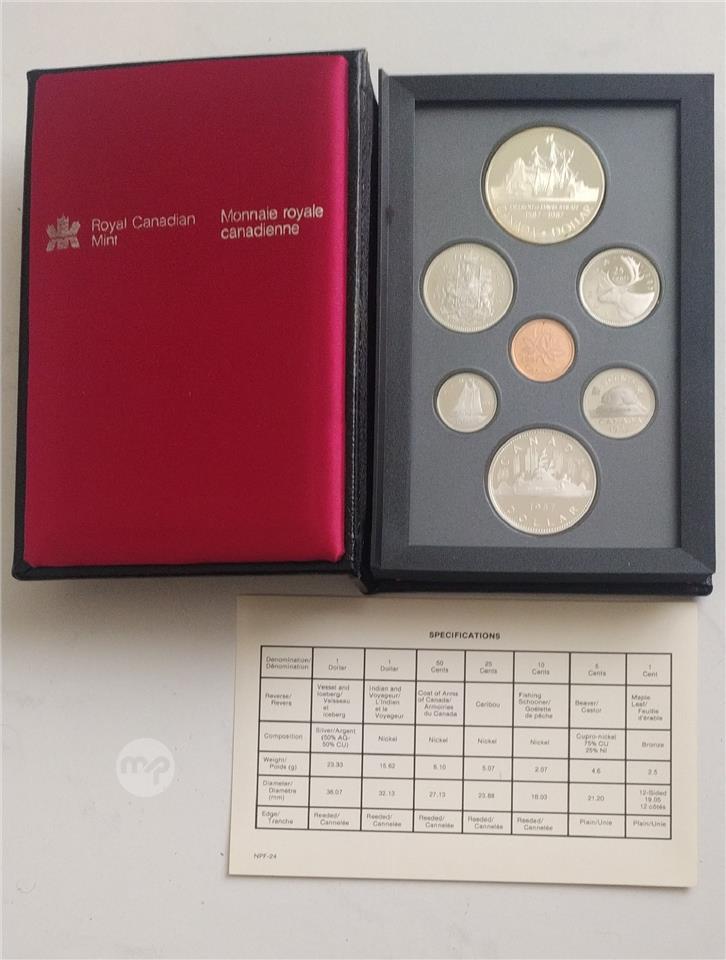 Royal Canadian
Mint
Monnaie royale
canadienne
1587 - 1987
CANADA • DOLLAR
25
cents
CANADA
CANADA
1987
DOLLAR
SPECIFICATIONS
Denomination/ Dénomination 1 Dollar 1 Dollar 50 Cents 25 Cents 10 Cents 5 Cents 1 Cent
Reverse/ Revers Vessel and Iceberg/ Vaisseau et iceberg Indian and Voyageur/ L'Indien et le Voyageur Coat of Arms of Canada/ Armoiries du Canada Caribou Fishing Schooner/ Goélette de pêche Beaver/ Castor Maple Leaf/ Feuille d'érable
Composition Silver/Argent (50% AG- 50% CU) Nickel Nickel Nickel Nickel Cupro-nickel 75% CU 25% NI Bronze
Weight/ Poids (g) 23.33 15.62 8.10 5.07 2.07 4.6 2.5
Diameter/ Diamètre (mm) 36.07 32.13 27.13 23.88 18.03 21.20 12-Sided 19.05 12 côtés
Edge/ Tranche Reeded/ Cannelée Reeded/ Cannelée Reeded/ Cannelée Reeded/ Cannelée Reeded/ Cannelée Plain/Unie Plain/Unie
NPF-24
mp